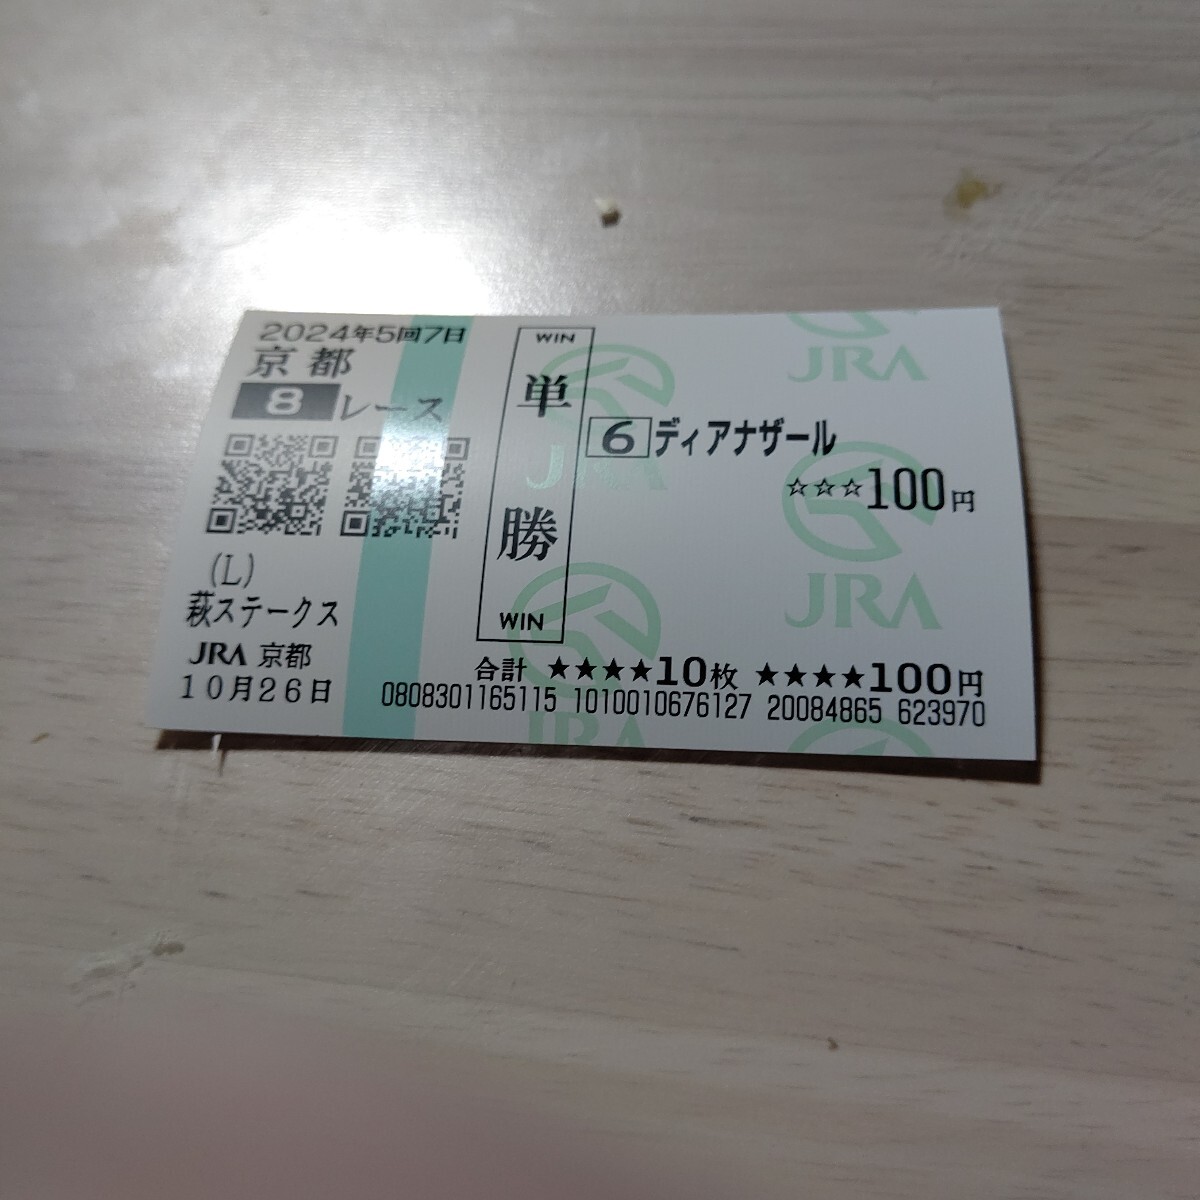 2024年5回7日
京都
8レース
(L)
萩ステークス
JRA 京都
10月26日
WIN
単勝
WIN
6 ディアナザール
☆☆☆100円
合計 ★★★★10枚 ★★★★100円
0808301165115 1010010676127 20084865 623970
JRA
JRA
JRA
JRA